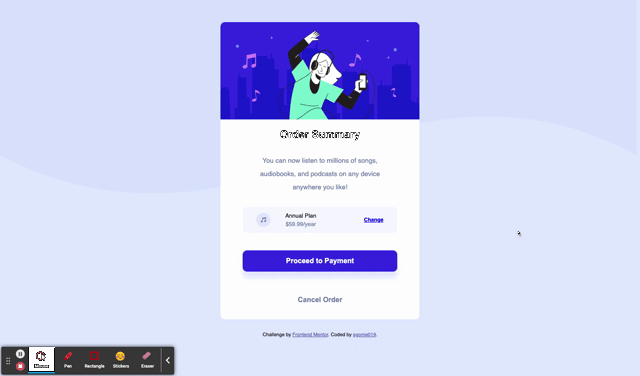 Order Summary
You can now listen to millions of songs,
audiobooks, and podcasts on any device
anywhere you like!
Annual Plan
$59.99/year
Change
Proceed to Payment
Cancel Order
Challenge by Frontend Mentor. Coded by
Pen
Rectangle
Stickers
Eraser